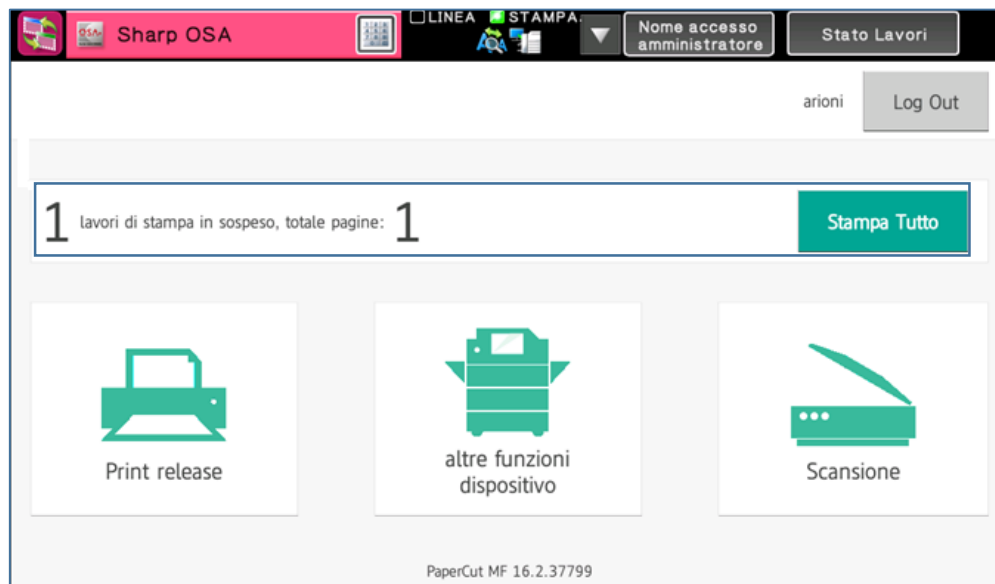 OSA Sharp OSA
LINEA STAMPA.
Nome accesso
amministratore
Stato Lavori
arioni
Log Out
1 lavori di stampa in sospeso, totale pagine: 1
Stampa Tutto
Print release
altre funzioni
dispositivo
Scansione
PaperCut MF 16.2.37799